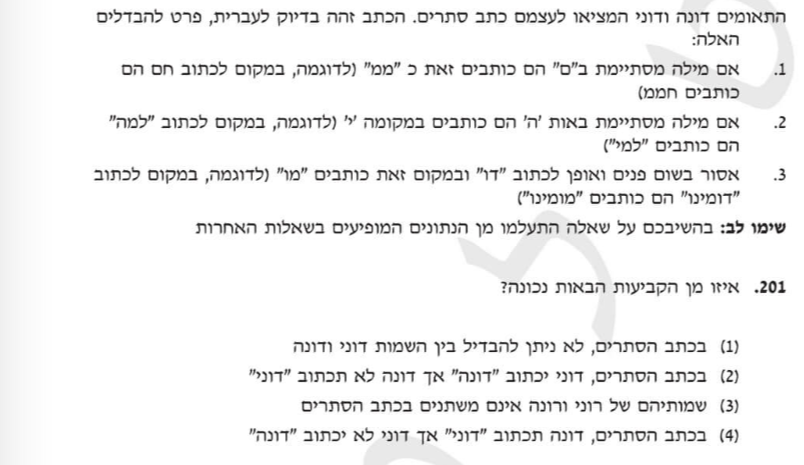 התאומים דונה ודוני המציאו לעצמם כתב סתרים. הכתב זהה בדיוק לעברית, פרט להבדלים
האלה:
1. אם מילה מסתיימת ב"ם" הם כותבים זאת כ "ממ" (לדוגמה, במקום לכתוב חם הם
כותבים חממ)
2. אם מילה מסתיימת באות 'ה' הם כותבים במקומה 'י' (לדוגמה, במקום לכתוב "למה"
הם כותבים "למי")
3. אסור בשום פנים ואופן לכתוב "דו" ובמקום זאת כותבים "מו" (לדוגמה, במקום לכתוב
"דומינו" הם כותבים "מומינו")
שימו לב: בהשיבכם על שאלה התעלמו מן הנתונים המופיעים בשאלות האחרות
201. איזו מן הקביעות הבאות נכונה?
(1) בכתב הסתרים, לא ניתן להבדיל בין השמות דוני ודונה
(2) בכתב הסתרים, דוני יכתוב "דונה" אך דונה לא תכתוב "דוני"
(3) שמותיהם של רוני ורונה אינם משתנים בכתב הסתרים
(4) בכתב הסתרים, דונה תכתוב "דוני" אך דוני לא יכתוב "דונה"